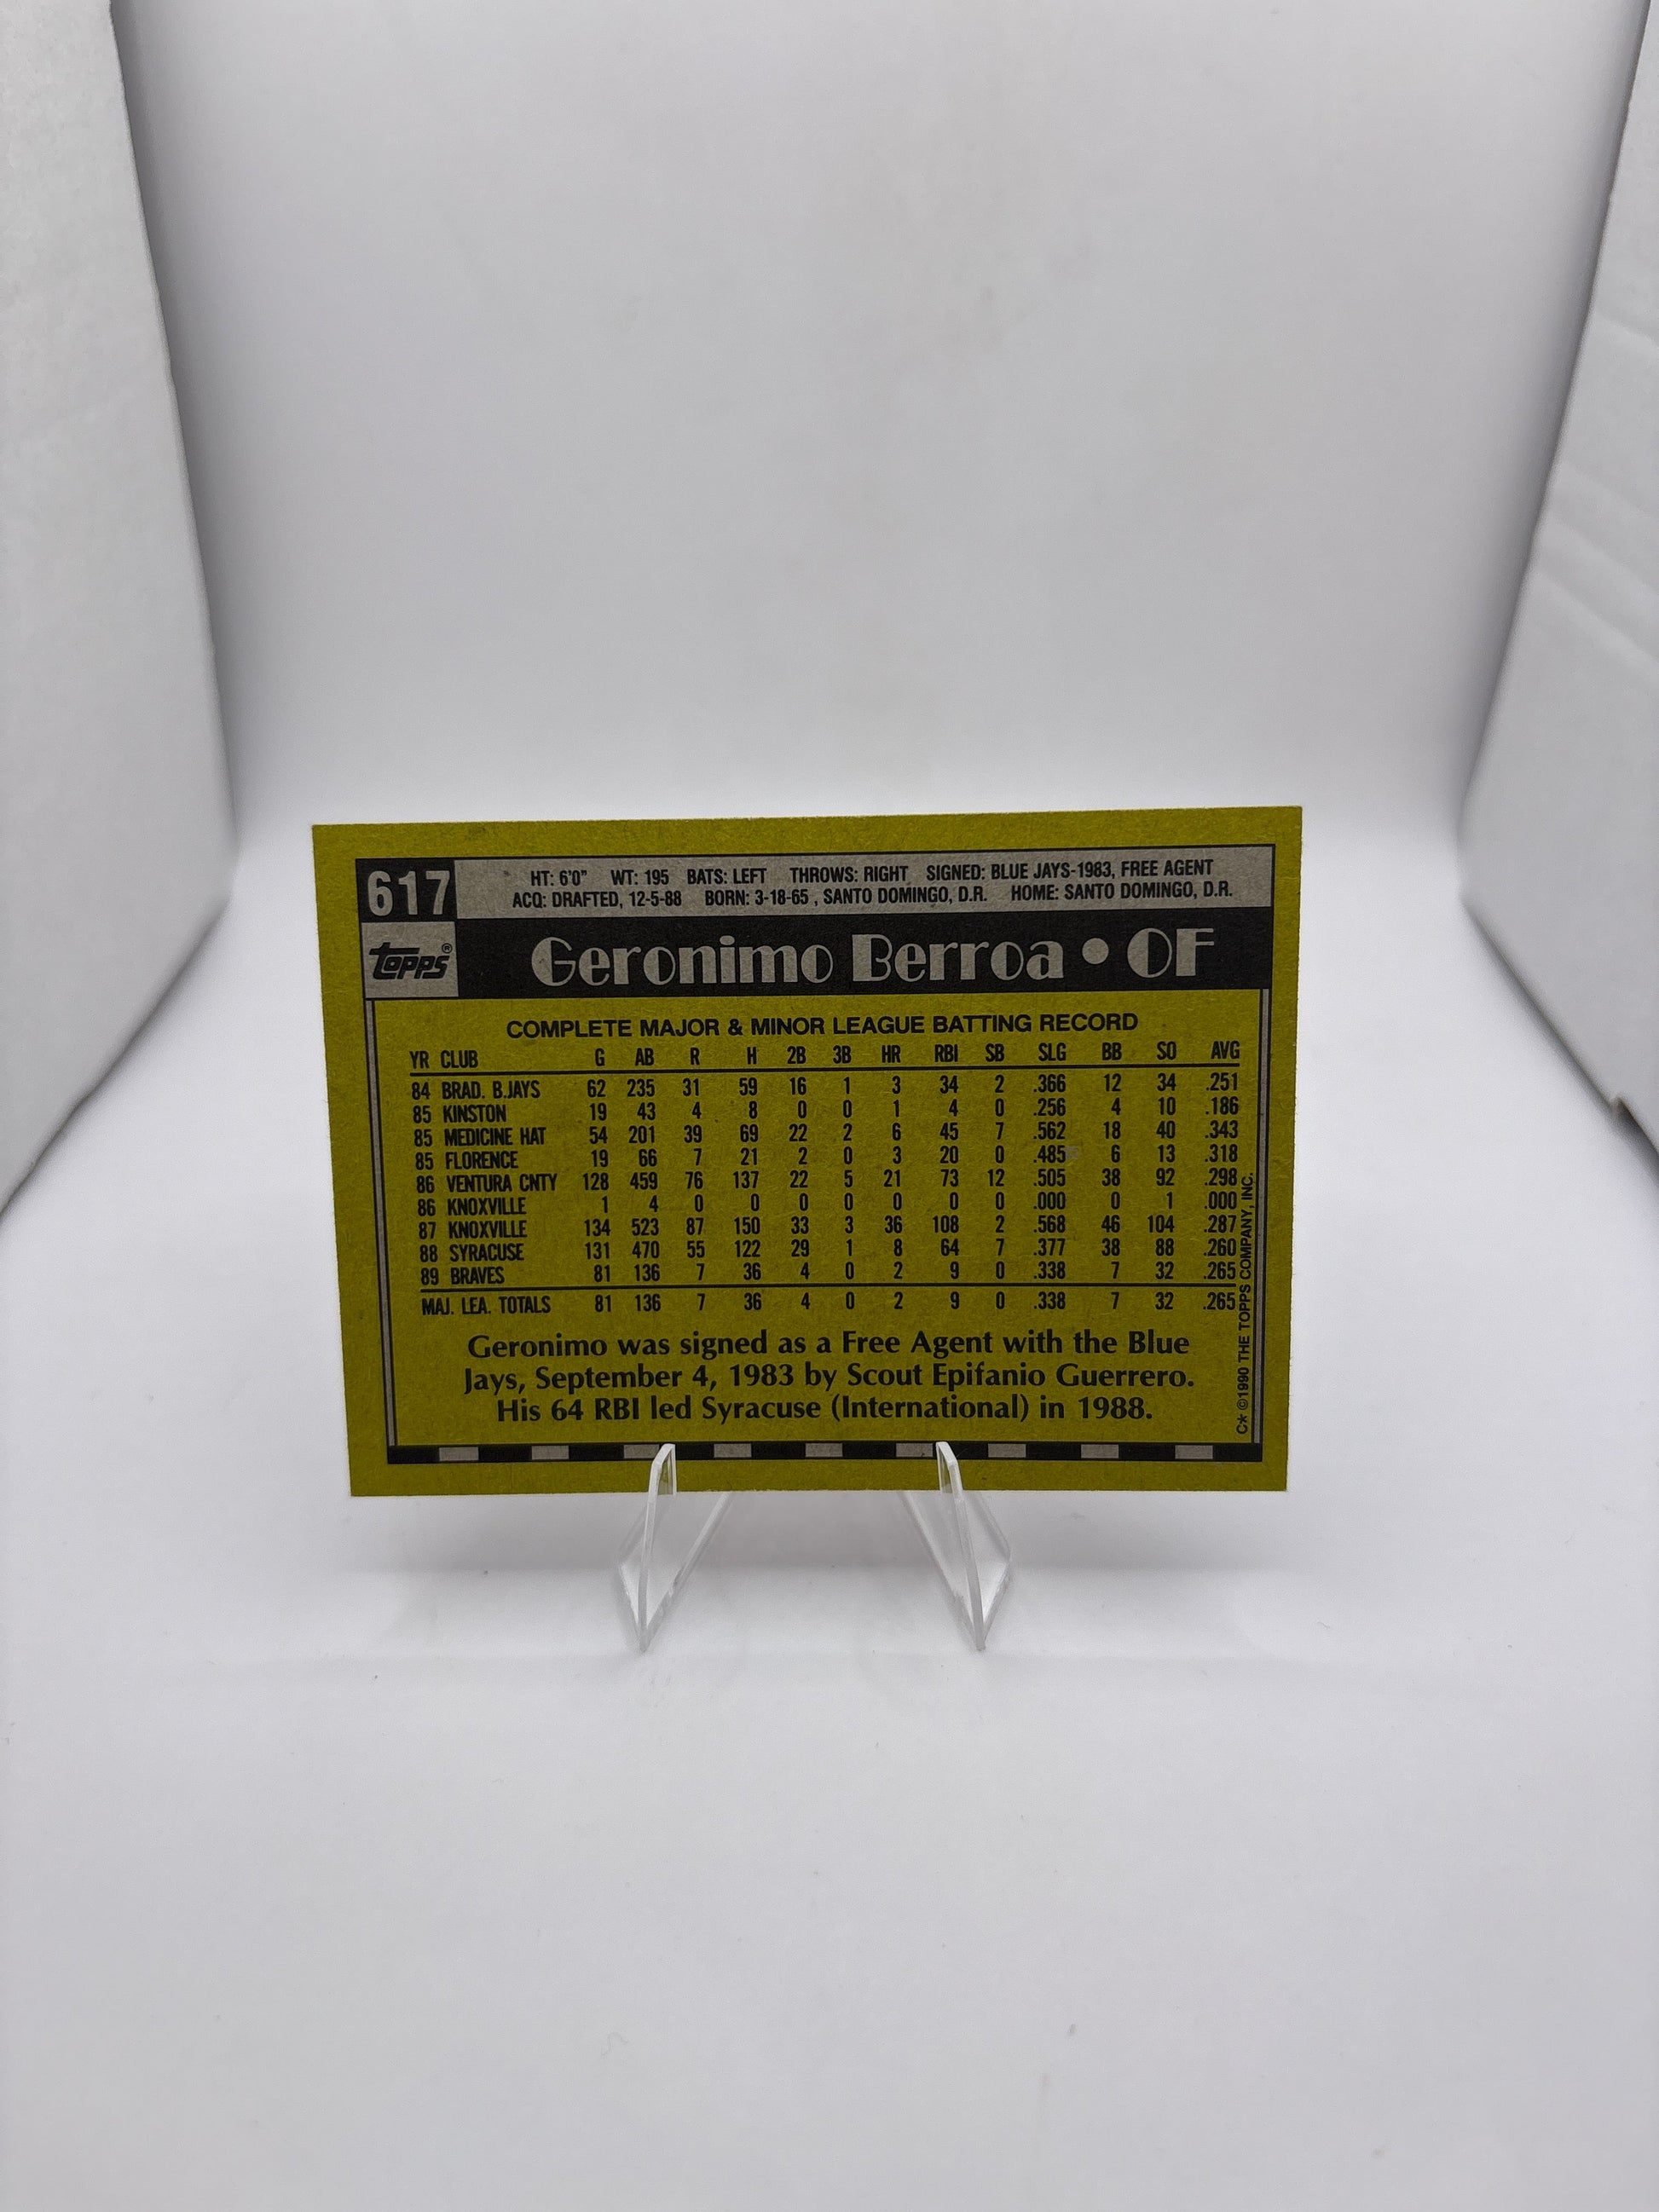 617
HT: 6'0" WT: 195 BATS: LEFT THROWS: RIGHT SIGNED: BLUE JAYS-1983, FREE AGENT
ACQ: DRAFTED, 12-5-88 BORN: 3-18-65 , SANTO DOMINGO, D.R. HOME: SANTO DOMINGO, D.R.
Topps®
Geronimo Berroa • OF
COMPLETE MAJOR & MINOR LEAGUE BATTING RECORD
YR CLUB G AB R H 2B 3B HR RBI SB SLG BB SO AVG
84 BRAD. B.JAYS 62 235 31 59 16 1 3 34 2 .366 12 34 .251
85 KINSTON 19 43 4 8 0 0 1 4 0 .256 4 10 .186
85 MEDICINE HAT 54 201 39 69 22 2 6 45 7 .562 18 40 .343
85 FLORENCE 19 66 7 21 2 0 3 20 0 .485 6 13 .318
86 VENTURA CNTY 128 459 76 137 22 5 21 73 12 .505 38 92 .298
86 KNOXVILLE 1 4 0 0 0 0 0 0 0 .000 0 1 .000
87 KNOXVILLE 134 523 87 150 33 3 36 108 2 .568 46 104 .287
88 SYRACUSE 131 470 55 122 29 1 8 64 7 .377 38 88 .260
89 BRAVES 81 136 7 36 4 0 2 9 0 .338 7 32 .265
MAJ. LEA. TOTALS 81 136 7 36 4 0 2 9 0 .338 7 32 .265
Geronimo was signed as a Free Agent with the Blue
Jays, September 4, 1983 by Scout Epifanio Guerrero.
His 64 RBI led Syracuse (International) in 1988.
C* ©1990 THE TOPPS COMPANY, INC.